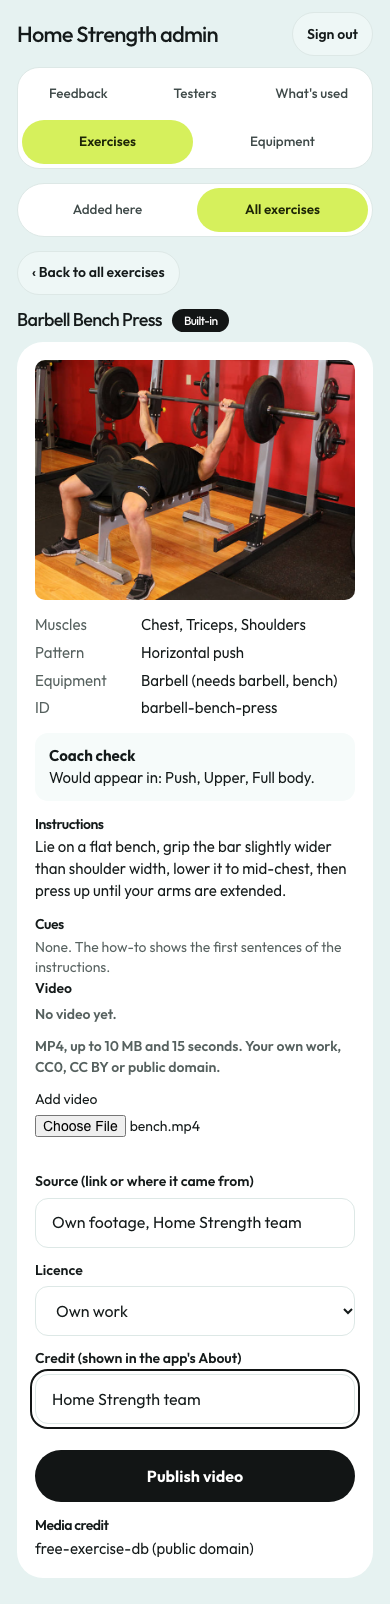 Home Strength admin
Sign out
Feedback
Testers
What's used
Exercises
Equipment
Added here
All exercises
‹ Back to all exercises
Barbell Bench Press
Built-in
Muscles
Chest, Triceps, Shoulders
Pattern
Horizontal push
Equipment
Barbell (needs barbell, bench)
ID
barbell-bench-press
Coach check
Would appear in: Push, Upper, Full body.
Instructions
Lie on a flat bench, grip the bar slightly wider
than shoulder width, lower it to mid-chest, then
press up until your arms are extended.
Cues
None. The how-to shows the first sentences of the
instructions.
Video
No video yet.
MP4, up to 10 MB and 15 seconds. Your own work,
CC0, CC BY or public domain.
Add video
Choose File bench.mp4
Source (link or where it came from)
Own footage, Home Strength team
Licence
Own work
Credit (shown in the app's About)
Home Strength team
Publish video
Media credit
free-exercise-db (public domain)